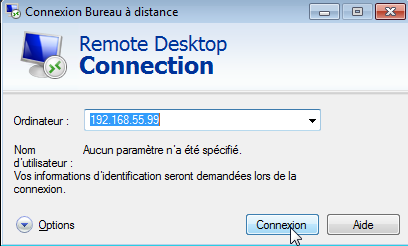 Connexion Bureau à distance
Remote Desktop
Connection
Ordinateur :
192.168.55.99
Nom
d'utilisateur :
Aucun paramètre n'a été spécifié.
Vos informations d'identification seront demandées lors de la
connexion.
Options
Connexion
Aide